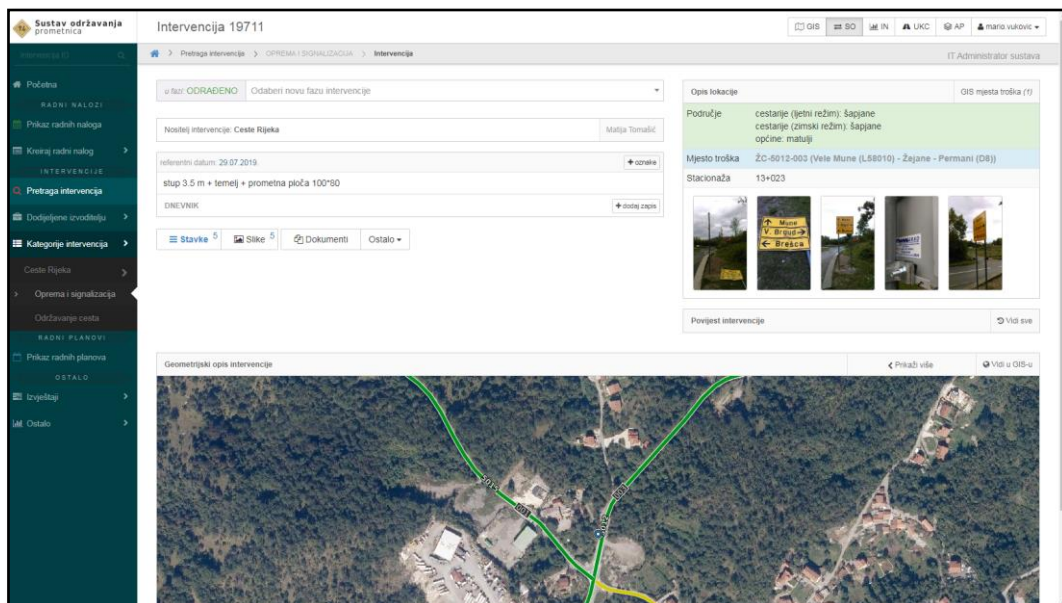 Sustav održavanja
prometnica
Intervencija 19711
GIS
SO
IN
UKC
AP
mario.vukovic
Intervencija ID
Pretraga intervencija > OPREMA I SIGNALIZACIJA > Intervencija
IT Administrator sustava
Početna
RADNI NALOZI
Prikaz radnih naloga
Kreiraj radni nalog
INTERVENCIJE
Pretraga intervencija
Dodijeljene izvoditelju
Kategorije intervencija
Ceste Rijeka
Oprema i signalizacija
Održavanje cesta
RADNI PLANOVI
Prikaz radnih planova
OSTALO
Izvještaji
Ostalo
u fazi: ODRAĐENO
Odaberi novu fazu intervencije
Nositelj intervencije: Ceste Rijeka
Matija Tomašić
referentni datum: 29.07.2019.
+ oznake
stup 3.5 m + temelj + prometna ploča 100*80
DNEVNIK
+ dodaj zapis
Stavke 5
Slike 5
Dokumenti
Ostalo
Opis lokacije
GIS mjesta troška (1)
Područje
cestarije (ljetni režim): šapjane
cestarije (zimski režim): šapjane
općine: matulji
Mjesto troška
ŽC-5012-003 (Vele Mune (L58010) - Žejane - Permani (D8))
Stacionaža
13+023
Mune
V. Brgud
Brešca
Povijest intervencije
Vidi sve
Geometrijski opis intervencije
Prikaži više
Vidi u GIS-u
001